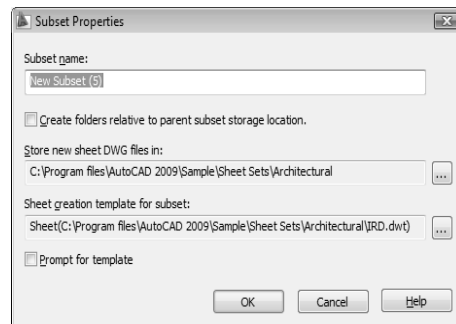 Subset Properties
Subset name:
New Subset (5)
Create folders relative to parent subset storage location.
Store new sheet DWG files in:
C:\Program files\AutoCAD 2009\Sample\Sheet Sets\Architectural
...
Sheet creation template for subset:
Sheet(C:\Program files\AutoCAD 2009\Sample\Sheet Sets\Architectural\IRD.dwt)
...
Prompt for template
OK Cancel Help